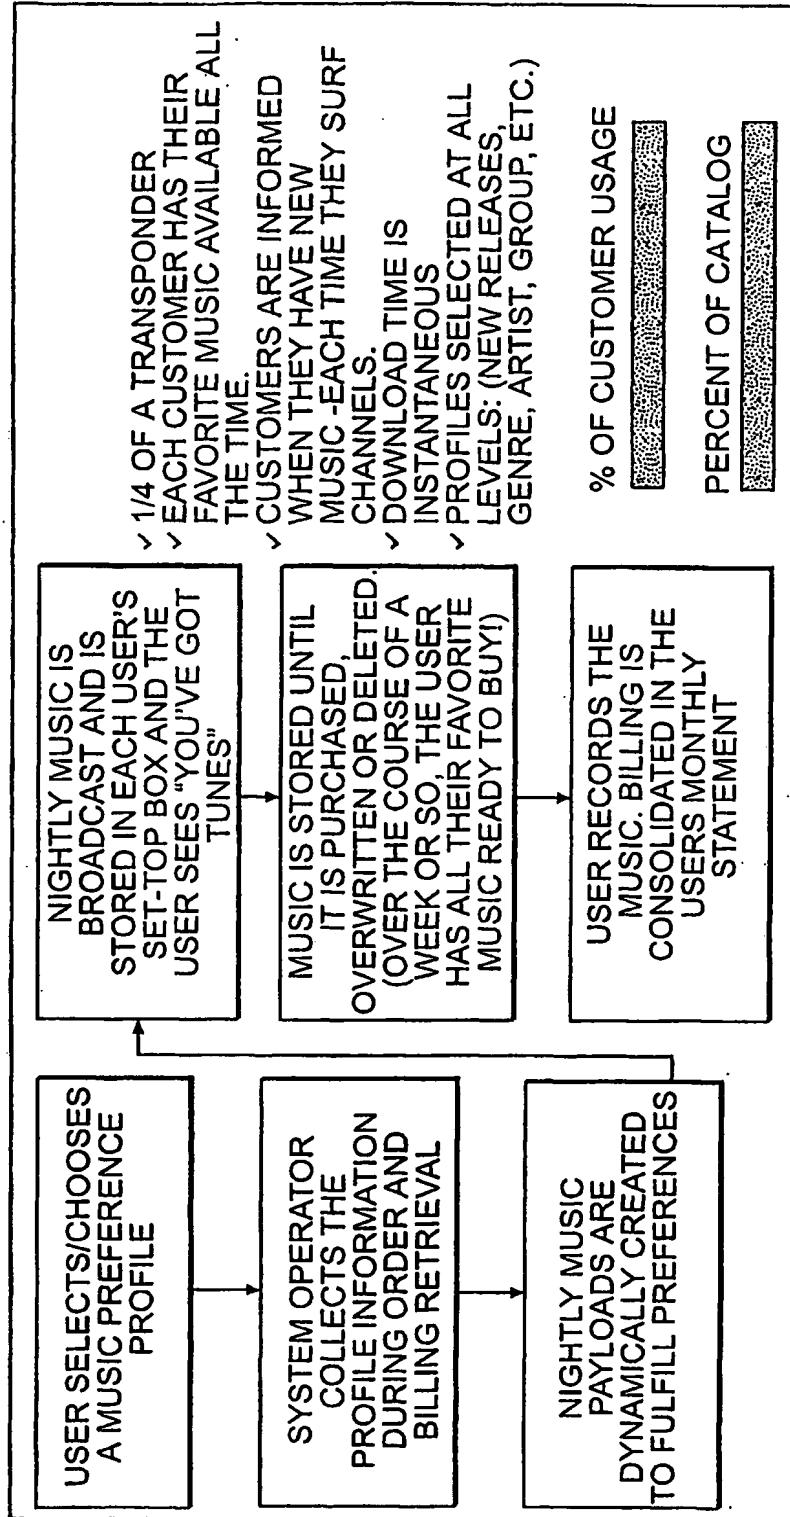 USER SELECTS/CHOOSES
A MUSIC PREFERENCE
PROFILE
SYSTEM OPERATOR
COLLECTS THE
PROFILE INFORMATION
DURING ORDER AND
BILLING RETRIEVAL
NIGHTLY MUSIC
PAYLOADS ARE
DYNAMICALLY CREATED
TO FULFILL PREFERENCES
NIGHTLY MUSIC IS
BROADCAST AND IS
STORED IN EACH USER'S
SET-TOP BOX AND THE
USER SEES "YOU'VE GOT
TUNES"
MUSIC IS STORED UNTIL
IT IS PURCHASED,
OVERWRITTEN OR DELETED.
(OVER THE COURSE OF A
WEEK OR SO, THE USER
HAS ALL THEIR FAVORITE
MUSIC READY TO BUY!)
USER RECORDS THE
MUSIC. BILLING IS
CONSOLIDATED IN THE
USERS MONTHLY
STATEMENT
✓ 1/4 OF A TRANSPONDER
✓ EACH CUSTOMER HAS THEIR
FAVORITE MUSIC AVAILABLE ALL
THE TIME.
✓ CUSTOMERS ARE INFORMED
WHEN THEY HAVE NEW
MUSIC -EACH TIME THEY SURF
CHANNELS.
✓ DOWNLOAD TIME IS
INSTANTANEOUS
✓ PROFILES SELECTED AT ALL
LEVELS: (NEW RELEASES,
GENRE, ARTIST, GROUP, ETC.)
% OF CUSTOMER USAGE
PERCENT OF CATALOG